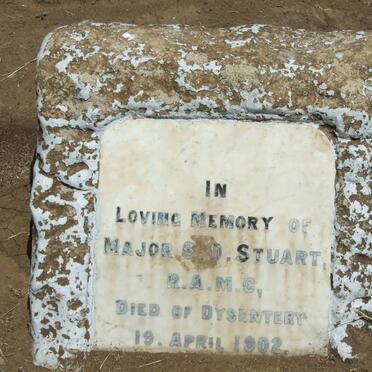 IN
LOVING MEMORY OF
MAJOR S. D. STUART,
R.A.M.C,
DIED OF DYSENTERY
19. APRIL 1902.